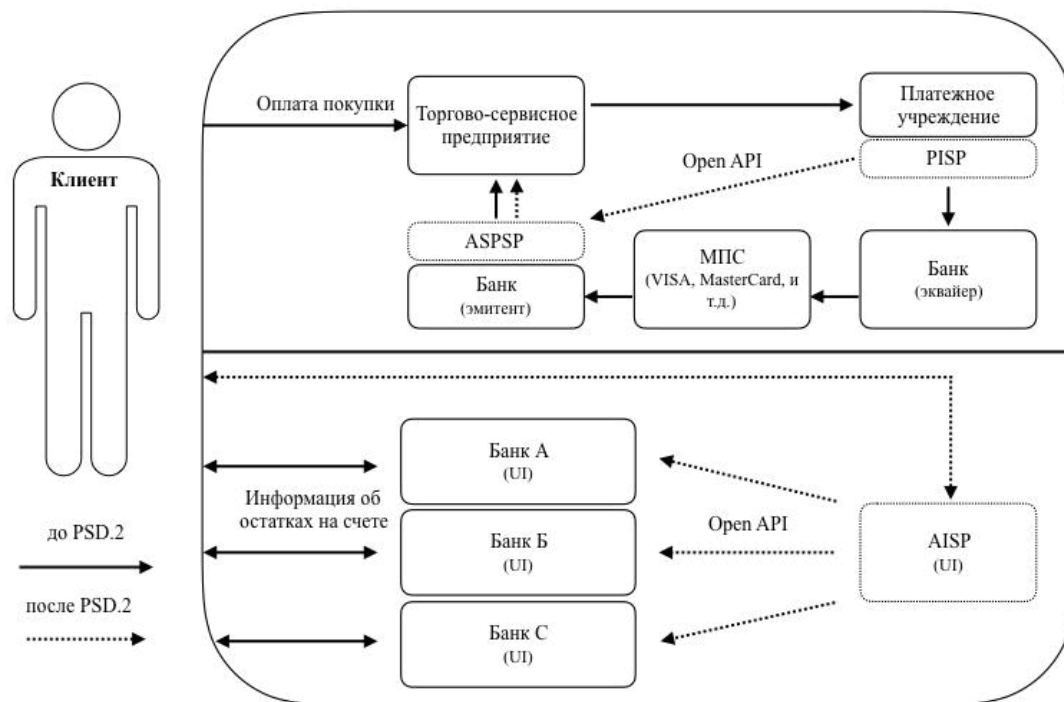 Клиент
до PSD.2
после PSD.2
Оплата покупки
Торгово-сервисное
предприятие
Платежное
учреждение
PISP
Open API
ASPSP
Банк
(эмитент)
МПС
(VISA, MasterCard, и
т.д.)
Банк
(эквайер)
Банк А
(UI)
Информация об
остатках на счете
Банк Б
(UI)
Open API
AISP
(UI)
Банк С
(UI)